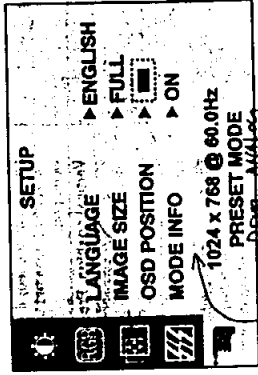 SETUP
LANGUAGE ▶ENGLISH
IMAGE SIZE ▶FULL
OSD POSITION ▶
MODE INFO ▶ON
1024 x 768 @ 60.0Hz
PRESET MODE